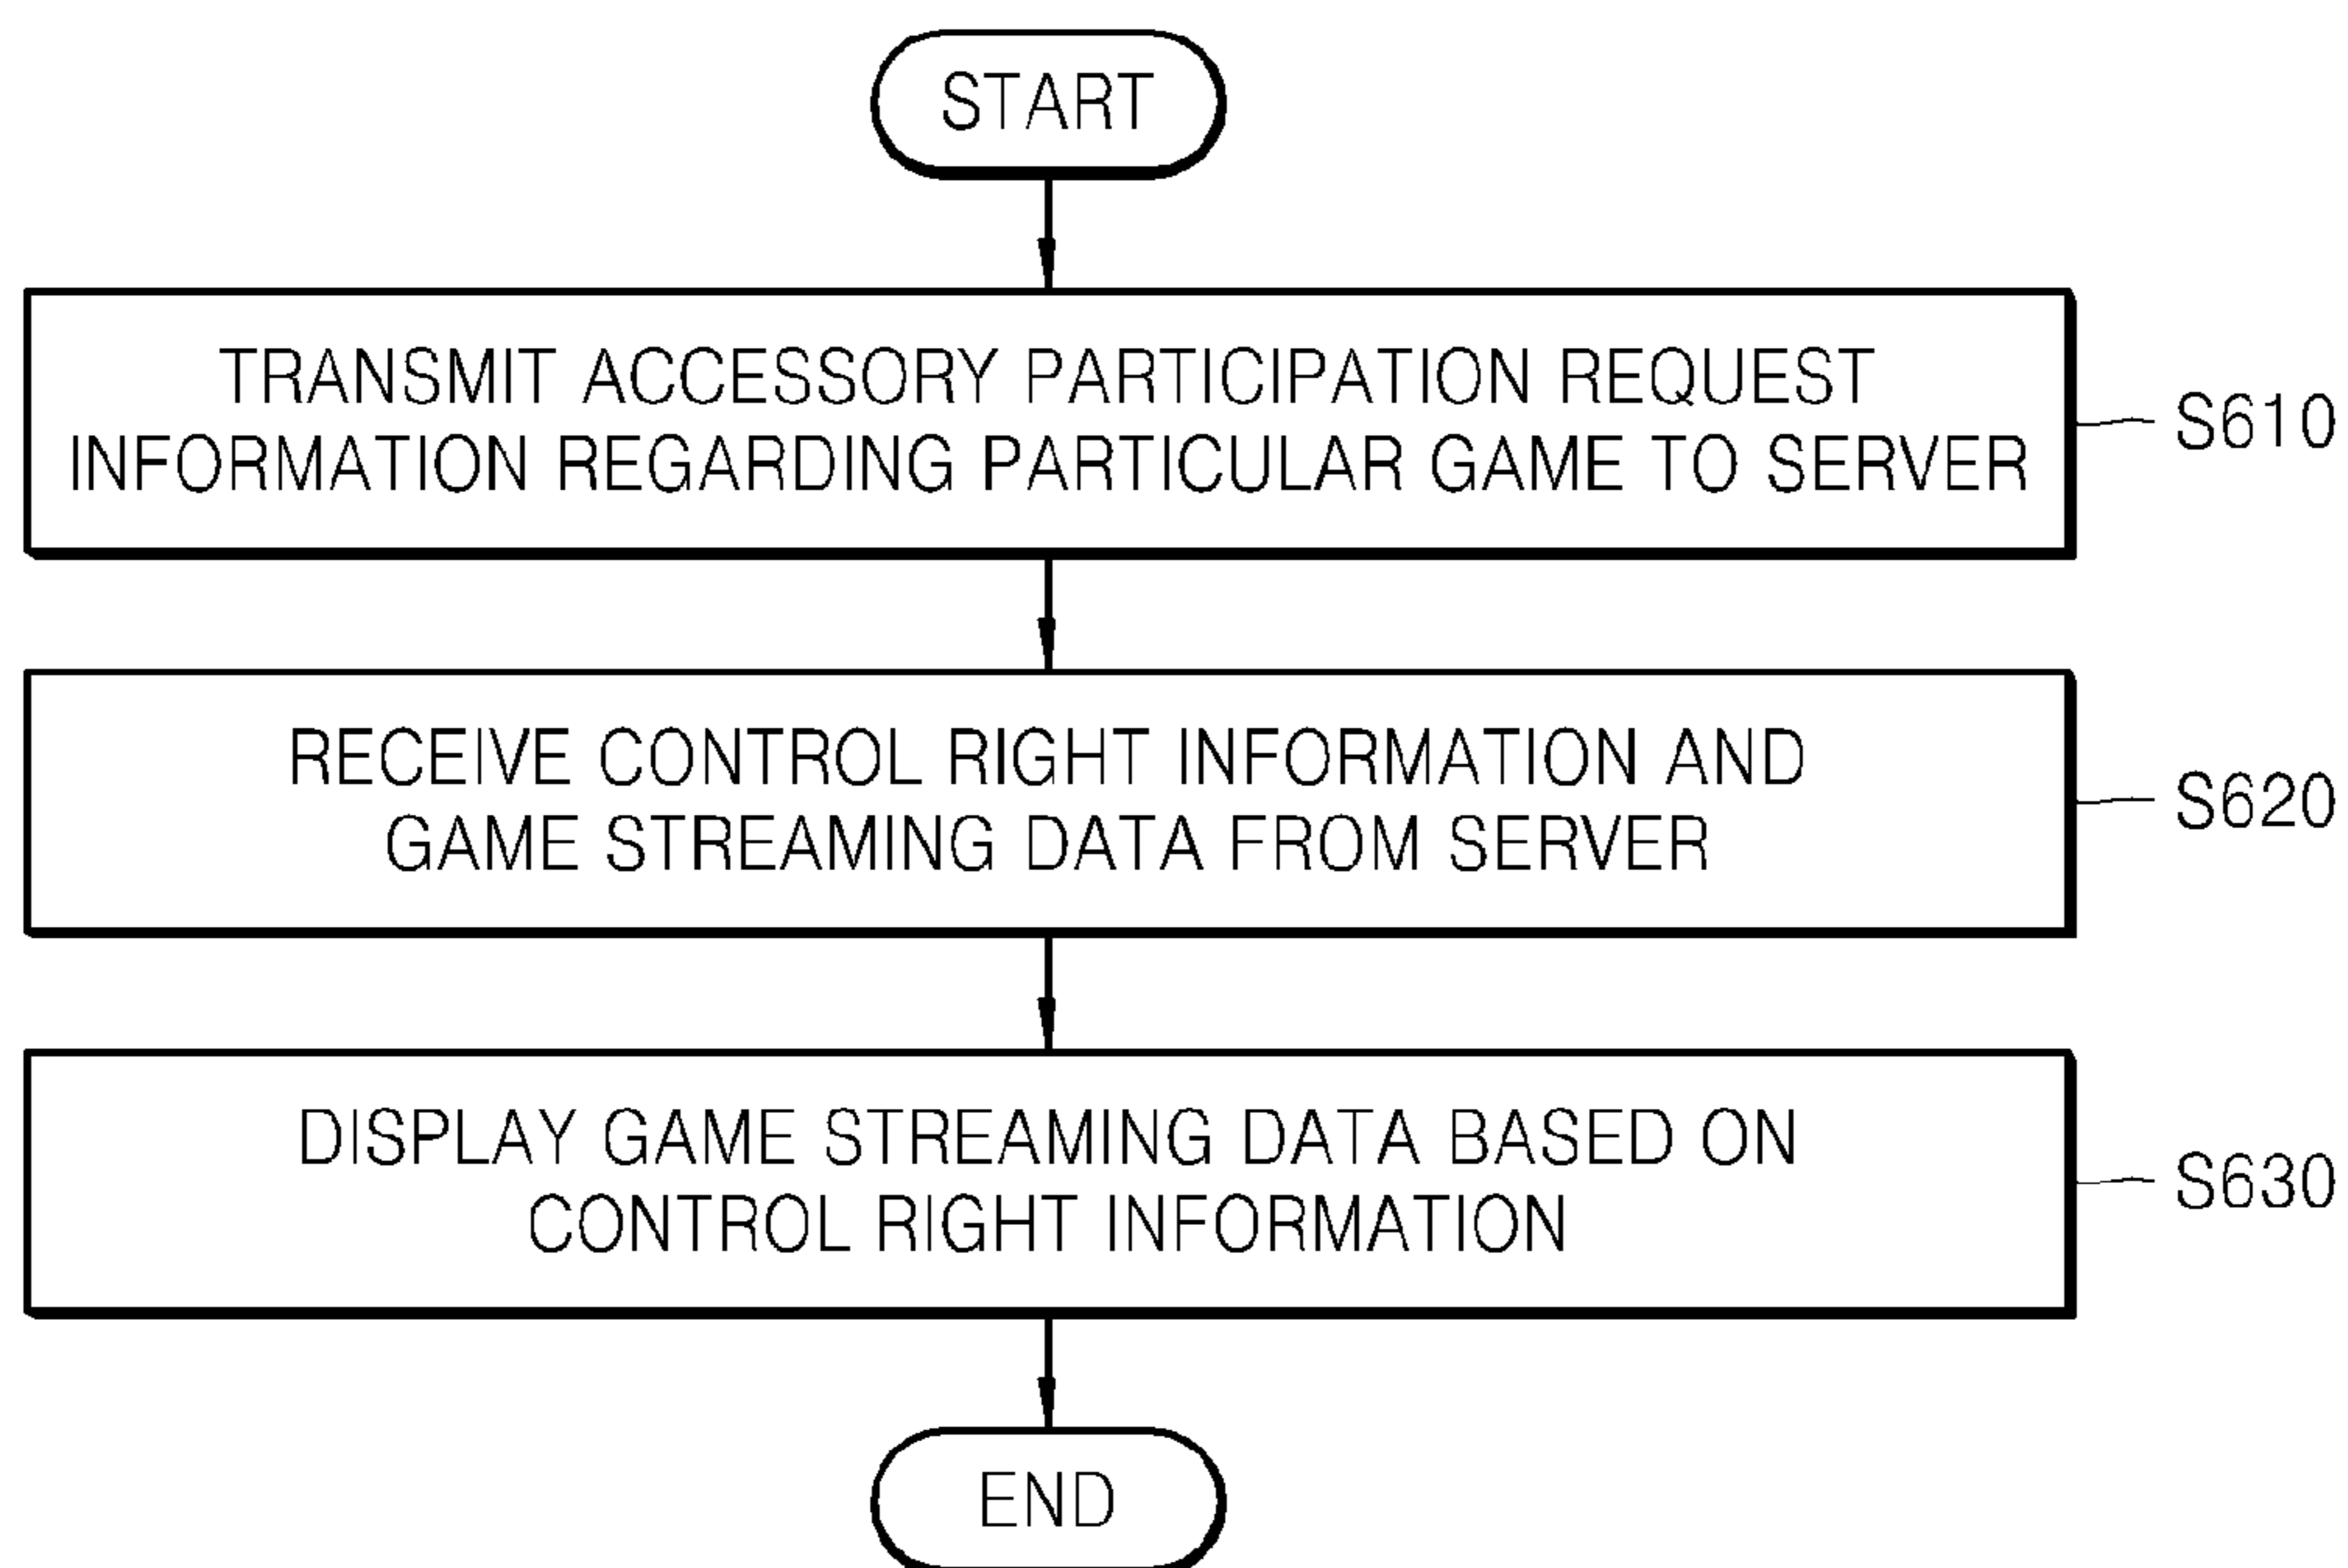 START
TRANSMIT ACCESSORY PARTICIPATION REQUEST
INFORMATION REGARDING PARTICULAR GAME TO SERVER
S610
RECEIVE CONTROL RIGHT INFORMATION AND
GAME STREAMING DATA FROM SERVER
S620
DISPLAY GAME STREAMING DATA BASED ON
CONTROL RIGHT INFORMATION
S630
END